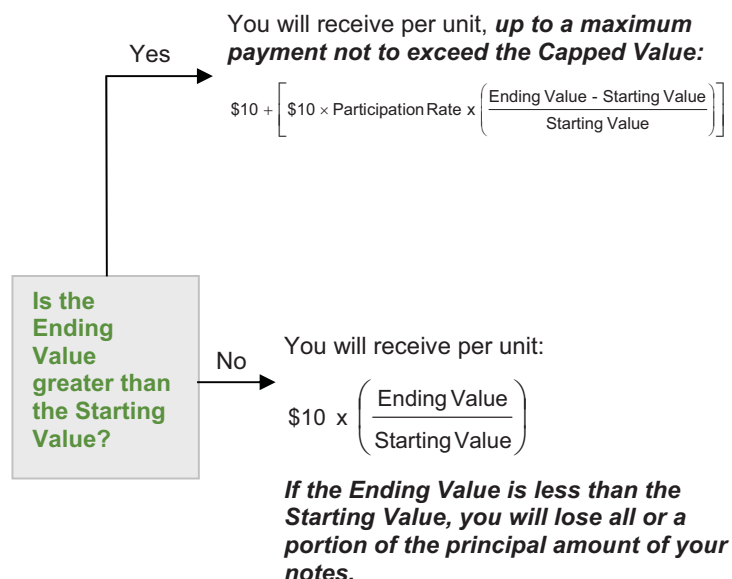 You will receive per unit, up to a maximum
payment not to exceed the Capped Value:
Yes
$10 + [ $10 × Participation Rate x ( Ending Value - Starting Value / Starting Value ) ]
Is the
Ending
Value
greater than
the Starting
Value?
No
You will receive per unit:
$10 x ( Ending Value / Starting Value )
If the Ending Value is less than the
Starting Value, you will lose all or a
portion of the principal amount of your
notes.